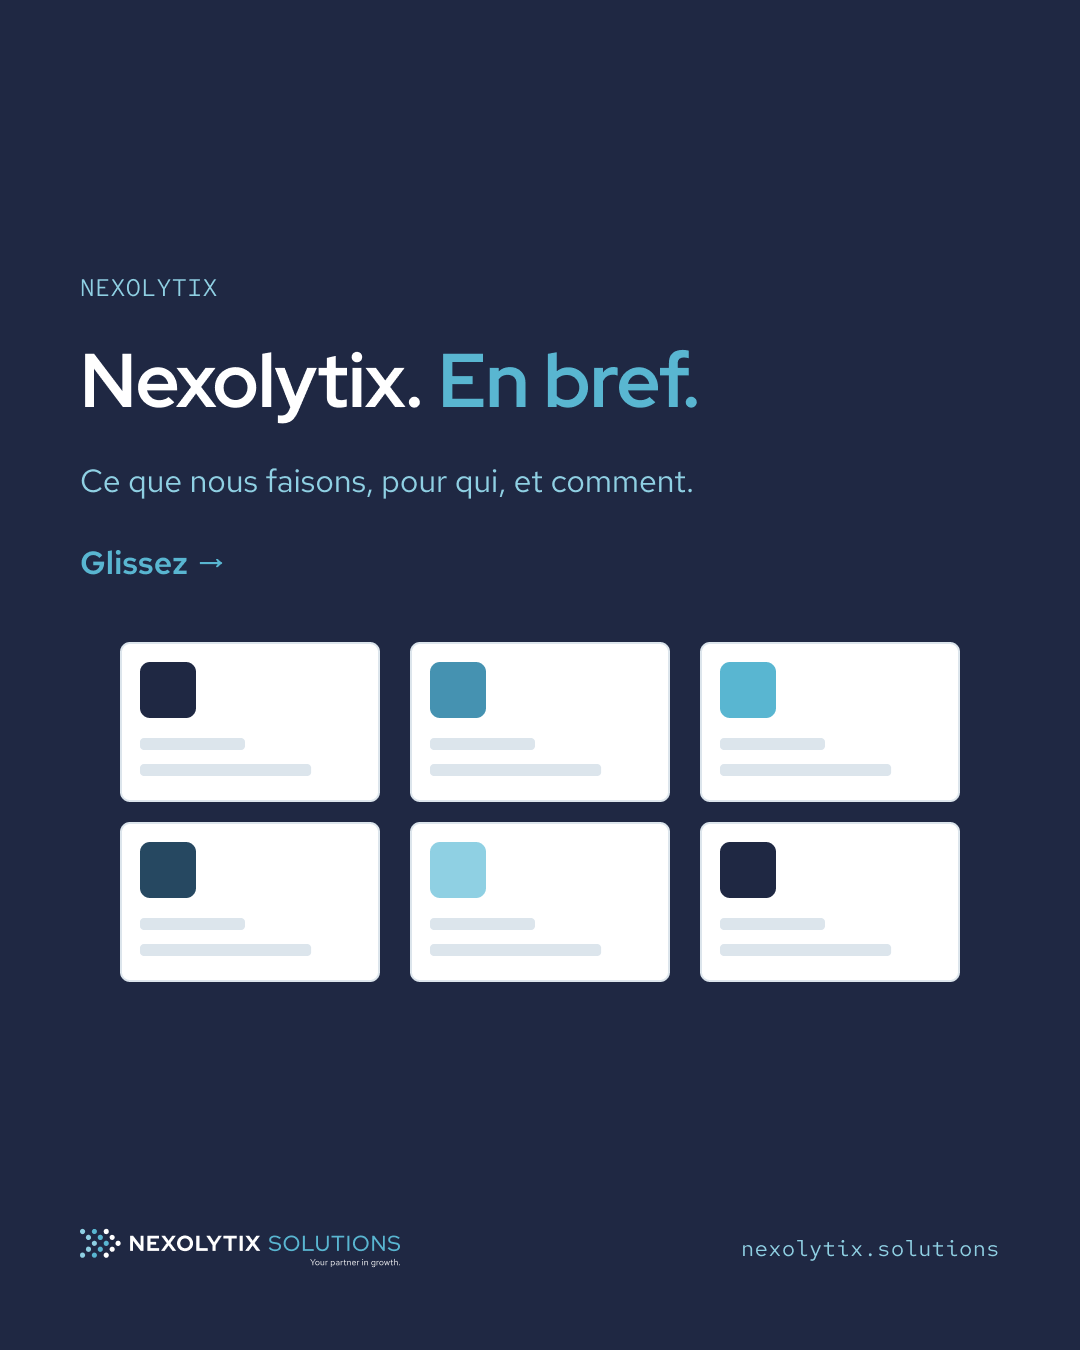 NEXOLYTIX
Nexolytix. En bref.
Ce que nous faisons, pour qui, et comment.
Glissez →
NEXOLYTIX SOLUTIONS
Your partner in growth.
nexolytix.solutions